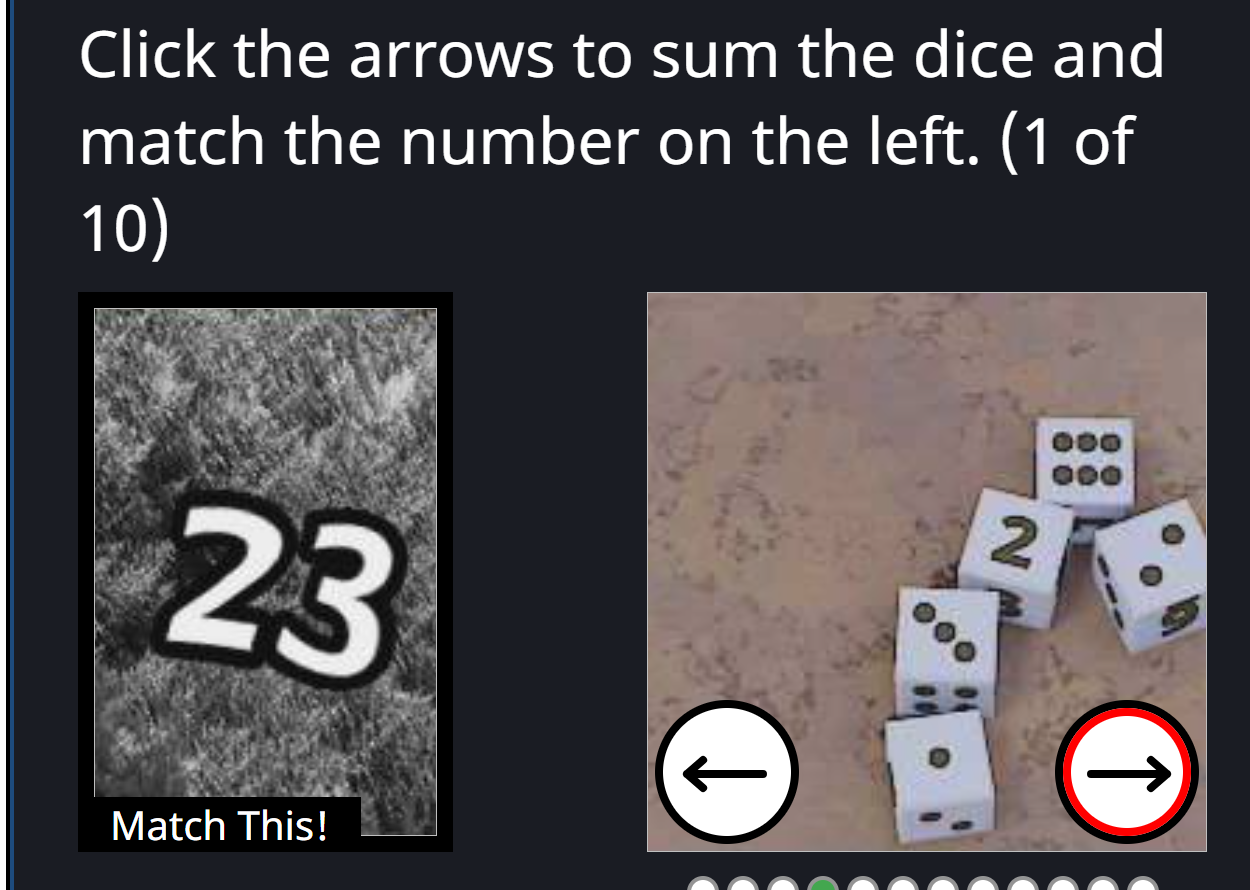 Click the arrows to sum the dice and
match the number on the left. (1 of
10)
23
Match This!
2